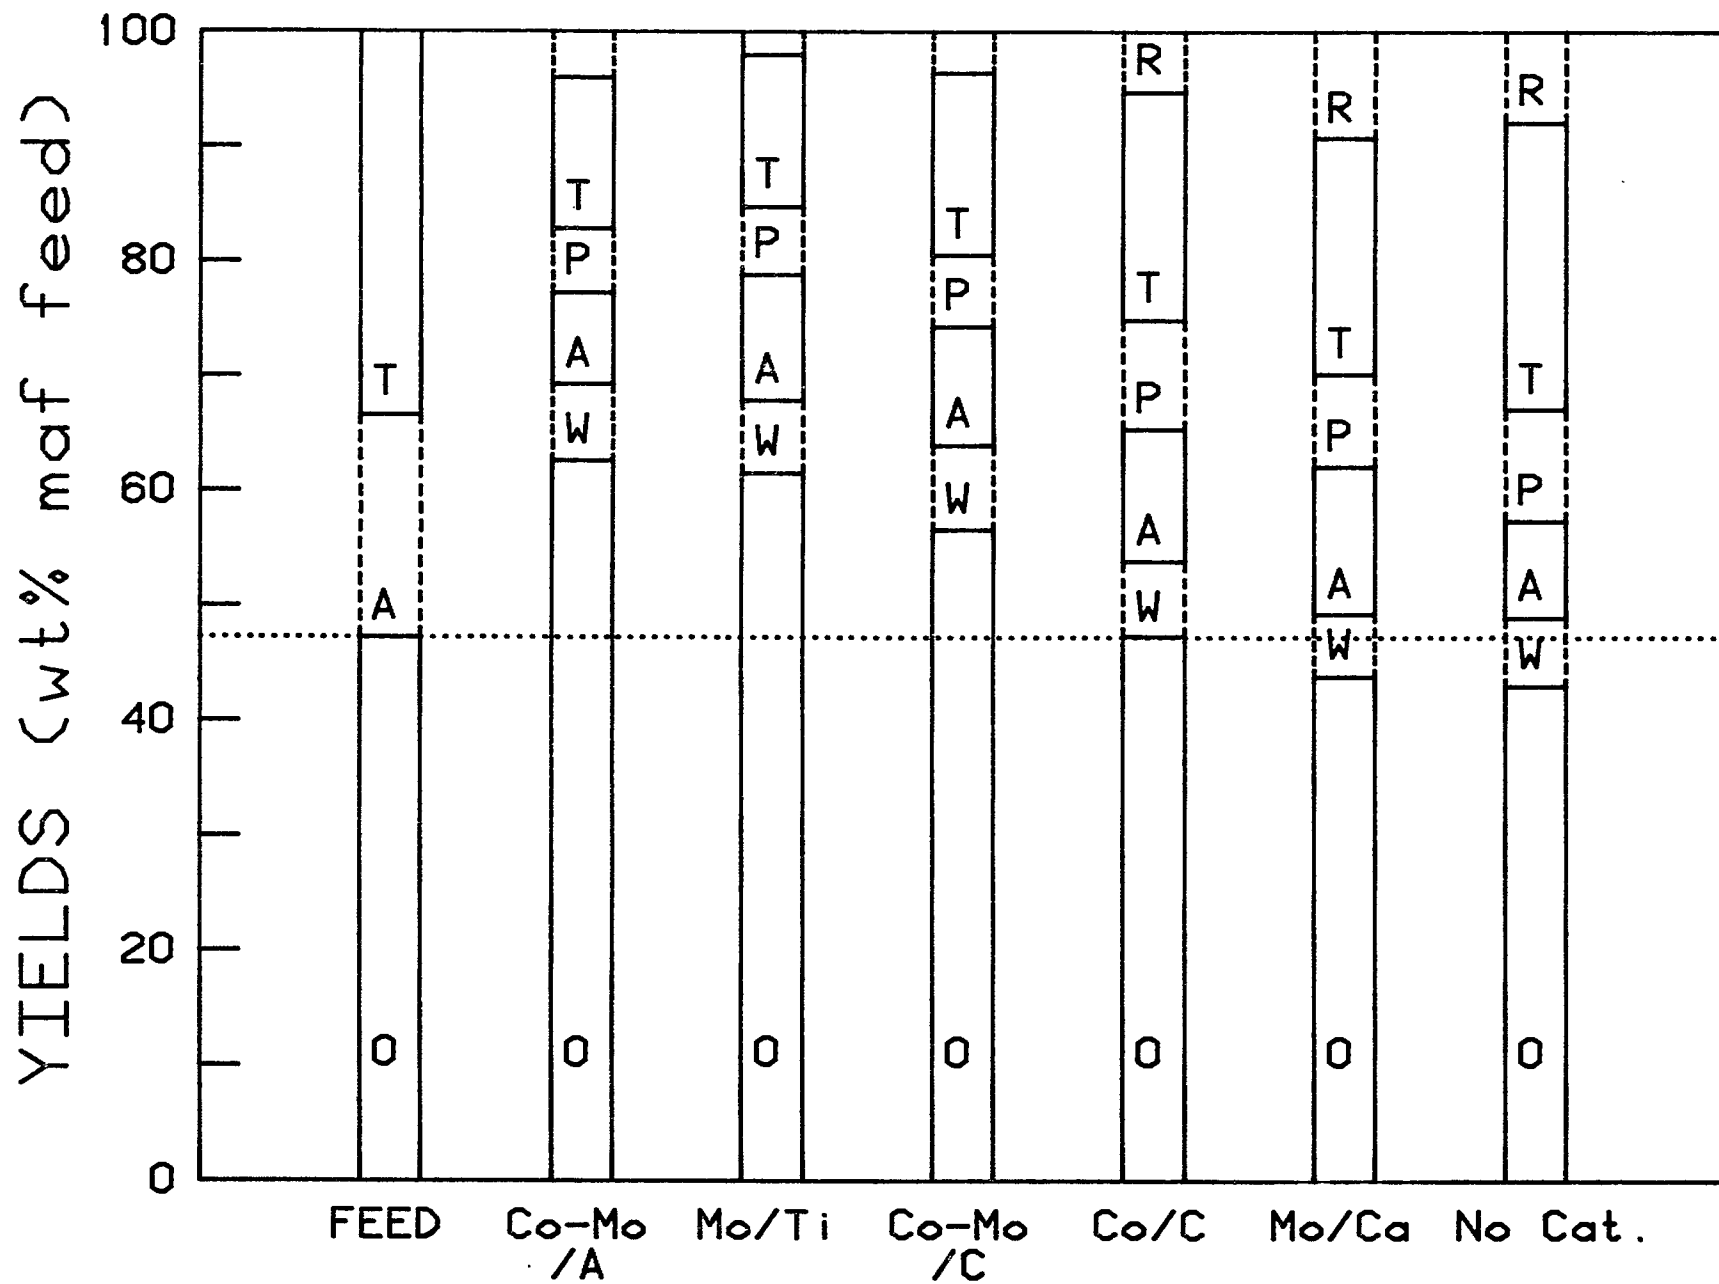 YIELDS (wt% maf feed)
100
80
60
40
20
0
T
A
O
T
P
A
W
O
T
P
A
W
O
T
P
A
W
O
R
T
P
A
W
O
R
T
P
A
W
O
R
T
P
A
W
O
FEED
Co-Mo
/A
Mo/Ti
Co-Mo
/C
Co/C
Mo/Ca
No Cat.